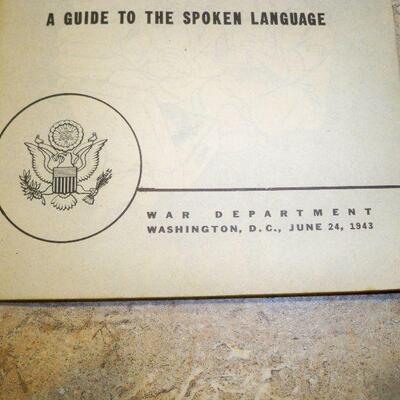 A GUIDE TO THE SPOKEN LANGUAGE
WAR DEPARTMENT
WASHINGTON, D. C., JUNE 24, 1943